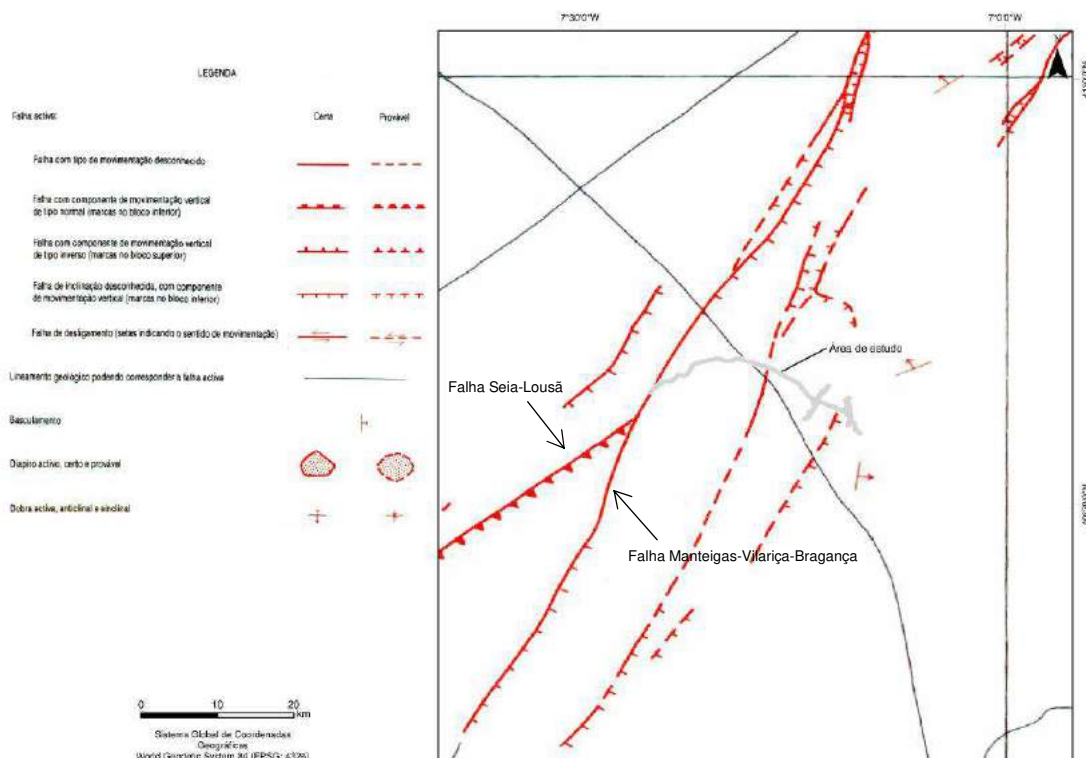 7°30'0"W
7°0'0"W
LEGENDA
Falha activa:
Certa
Provável
Falha com tipo de movimentação desconhecido
Falha com componente de movimentação vertical
de tipo normal (marcas no bloco inferior)
Falha com componente de movimentação vertical
de tipo inverso (marcas no bloco superior)
Falha de inclinação desconhecida, com componente
de movimentação vertical (marcas no bloco inferior)
Falha de desligamento (setas indicando o sentido de movimentação)
Lineamento geológico podendo corresponder a falha activa
Basculamento
Diapiro activo, certo e provável
Dobra activa, anticlinal e sinclinal
Área de estudo
Falha Seia-Lousã
Falha Manteigas-Vilariça-Bragança
0 10 20
km
Sistema Global de Coordenadas
Geográficas
World Geodetic System 84 (EPSG: 4326)